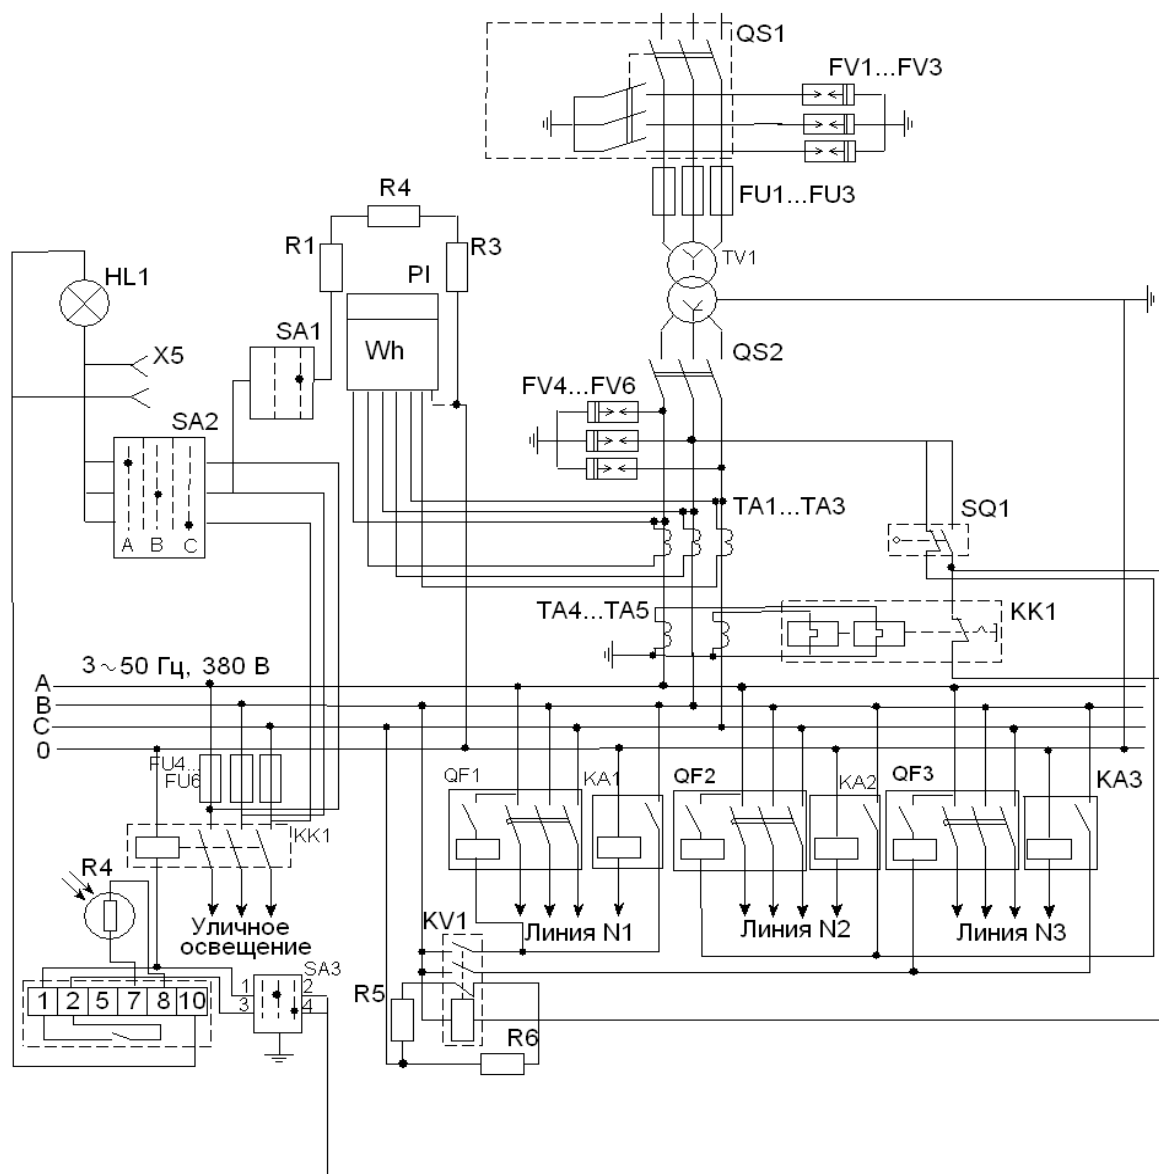 QS1
FV1...FV3
FU1...FU3
R4
R1
R3
PI
TV1
HL1
SA1
Wh
QS2
X5
FV4...FV6
SA2
TA1...TA3
SQ1
A B C
TA4...TA5
KK1
3~50 Гц, 380 В
A
B
C
0
FU4...
FU6
QF1
KA1
QF2
KA2
QF3
KA3
KK1
R4
Уличное
освещение
KV1
Линия N1
Линия N2
Линия N3
SA3
1 2
3 4
1 2 5 7 8 10
R5
R6